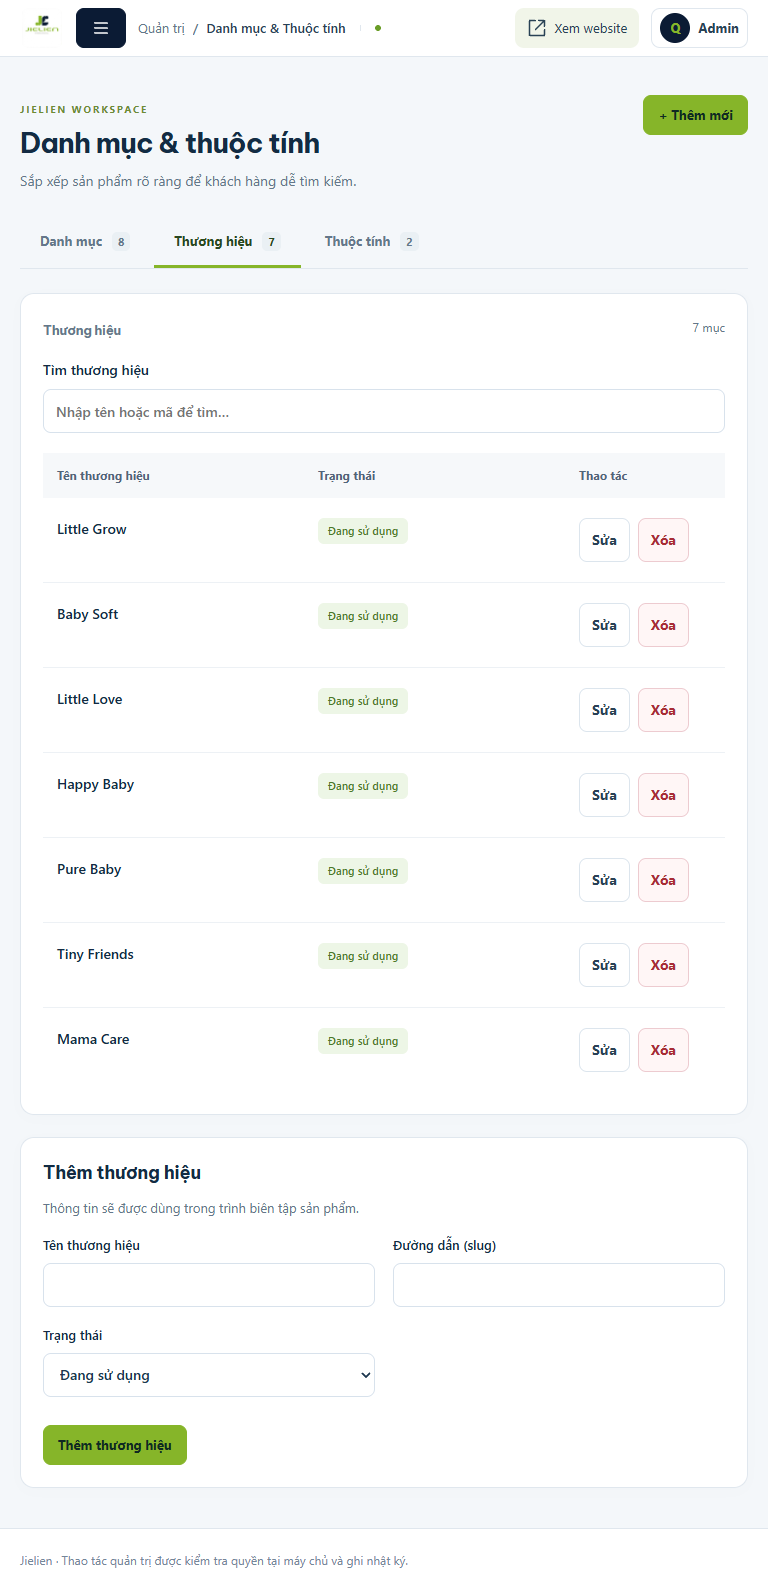 JC
JIELIEN
Quản trị / Danh mục & Thuộc tính
Xem website
Q Admin
JIELIEN WORKSPACE
Danh mục & thuộc tính
Sắp xếp sản phẩm rõ ràng để khách hàng dễ tìm kiếm.
+ Thêm mới
Danh mục 8 Thương hiệu 7 Thuộc tính 2
Thương hiệu 7 mục
Tìm thương hiệu
Nhập tên hoặc mã để tìm...
Tên thương hiệu Trạng thái Thao tác
Little Grow Đang sử dụng Sửa Xóa
Baby Soft Đang sử dụng Sửa Xóa
Little Love Đang sử dụng Sửa Xóa
Happy Baby Đang sử dụng Sửa Xóa
Pure Baby Đang sử dụng Sửa Xóa
Tiny Friends Đang sử dụng Sửa Xóa
Mama Care Đang sử dụng Sửa Xóa
Thêm thương hiệu
Thông tin sẽ được dùng trong trình biên tập sản phẩm.
Tên thương hiệu Đường dẫn (slug)
Trạng thái
Đang sử dụng
Thêm thương hiệu
Jielien · Thao tác quản trị được kiểm tra quyền tại máy chủ và ghi nhật ký.